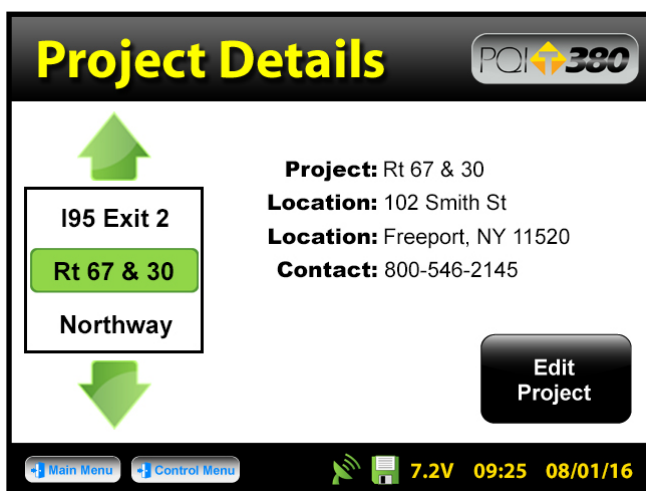 Project Details
PQI T 380
I95 Exit 2
Rt 67 & 30
Northway
Project: Rt 67 & 30
Location: 102 Smith St
Location: Freeport, NY 11520
Contact: 800-546-2145
Edit
Project
Main Menu
Control Menu
7.2V 09:25 08/01/16